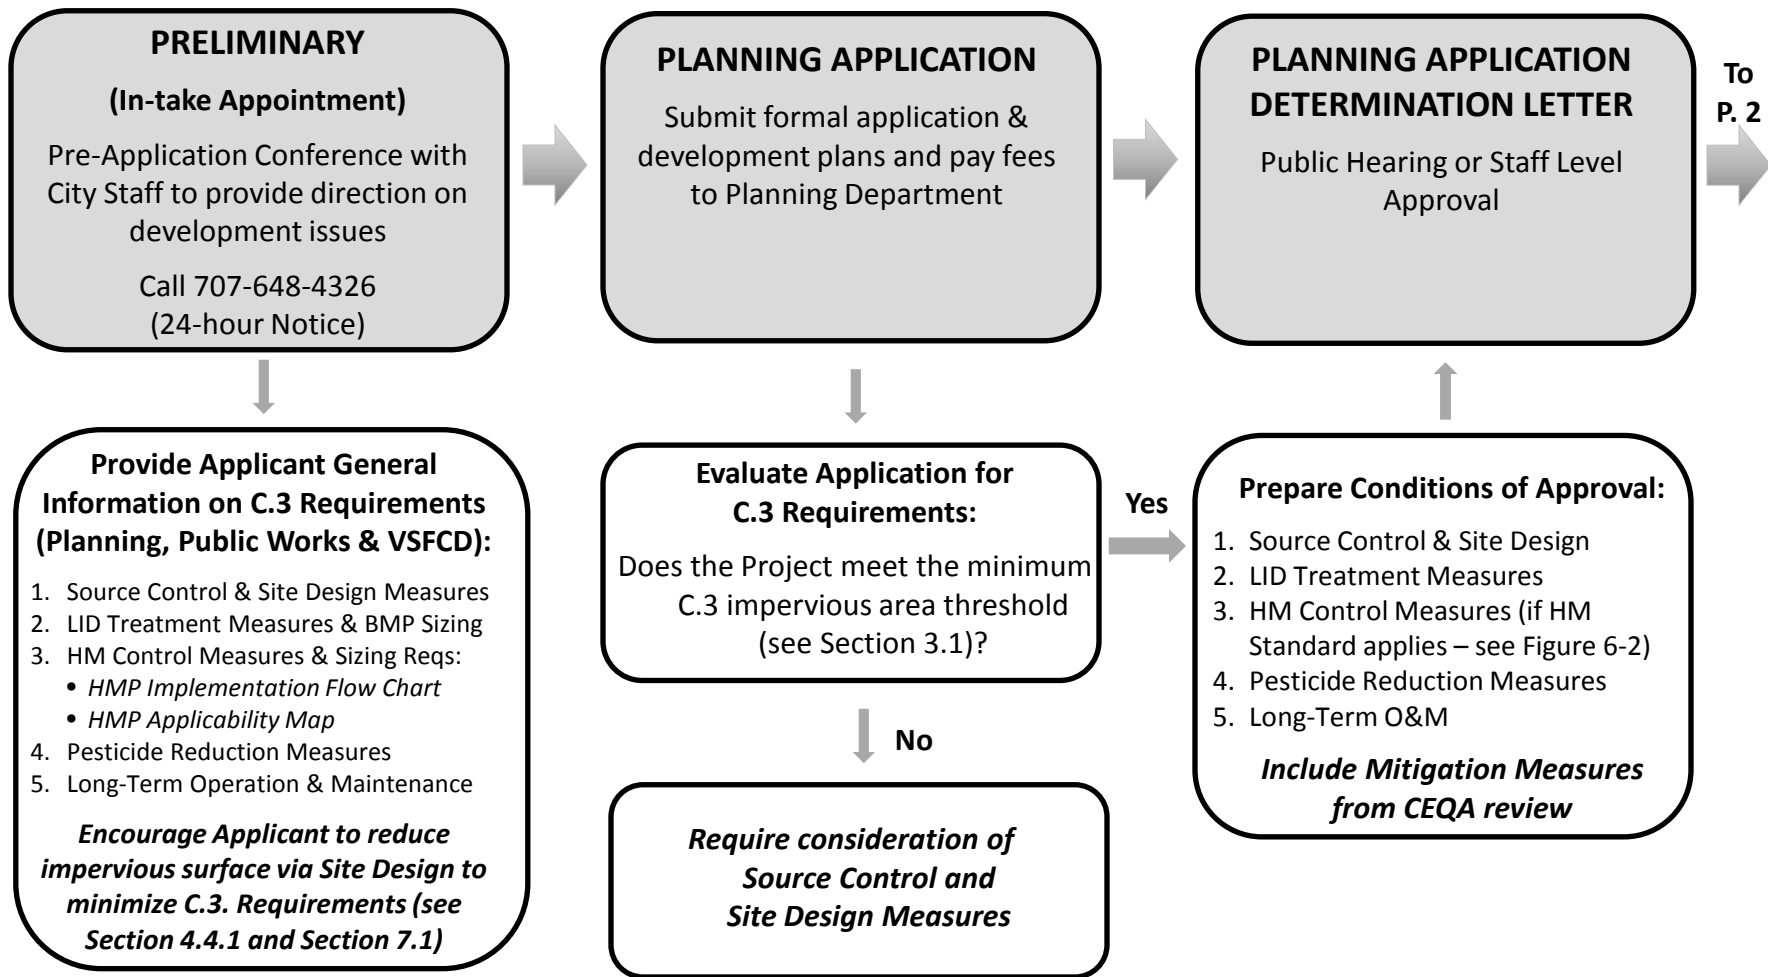 PRELIMINARY
(In-take Appointment)
Pre-Application Conference with
City Staff to provide direction on
development issues
Call 707-648-4326
(24-hour Notice)
PLANNING APPLICATION
Submit formal application &
development plans and pay fees
to Planning Department
PLANNING APPLICATION
DETERMINATION LETTER
Public Hearing or Staff Level
Approval
To
P. 2
Provide Applicant General
Information on C.3 Requirements
(Planning, Public Works & VSFCD):
1. Source Control & Site Design Measures
2. LID Treatment Measures & BMP Sizing
3. HM Control Measures & Sizing Reqs:
• HMP Implementation Flow Chart
• HMP Applicability Map
4. Pesticide Reduction Measures
5. Long-Term Operation & Maintenance
Encourage Applicant to reduce
impervious surface via Site Design to
minimize C.3. Requirements (see
Section 4.4.1 and Section 7.1)
Evaluate Application for
C.3 Requirements:
Does the Project meet the minimum
C.3 impervious area threshold
(see Section 3.1)?
Yes
No
Require consideration of
Source Control and
Site Design Measures
Prepare Conditions of Approval:
1. Source Control & Site Design
2. LID Treatment Measures
3. HM Control Measures (if HM
Standard applies – see Figure 6-2)
4. Pesticide Reduction Measures
5. Long-Term O&M
Include Mitigation Measures
from CEQA review